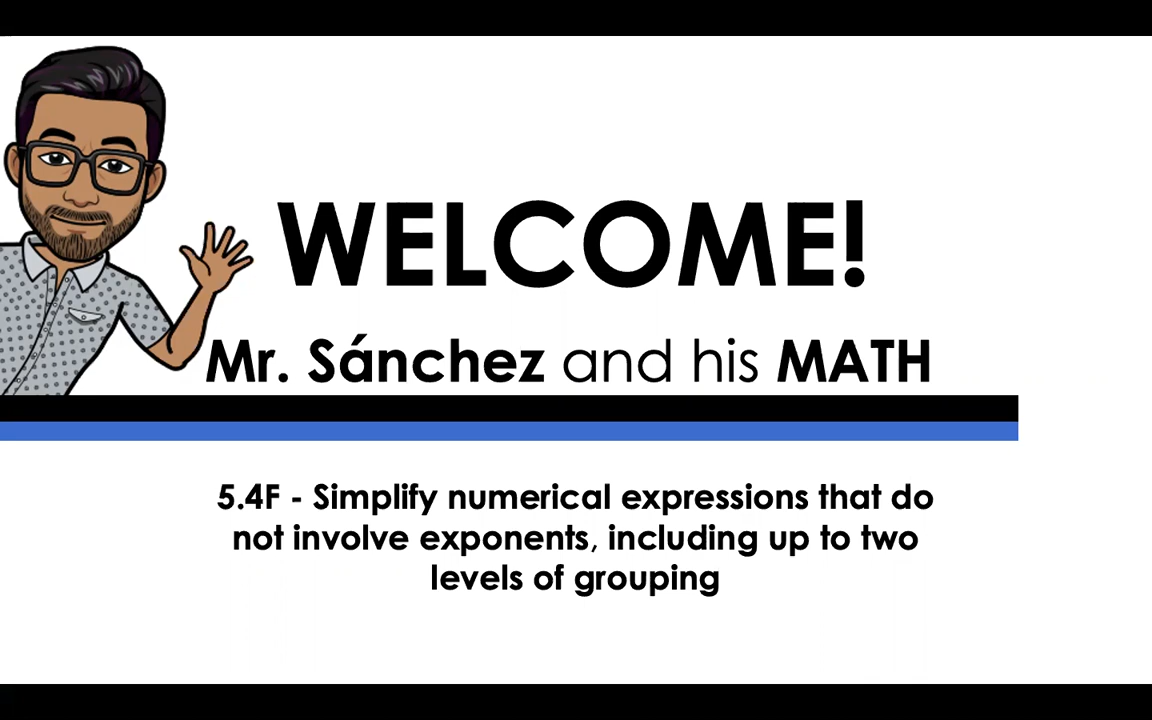 WELCOME!
Mr. Sánchez and his MATH
5.4F - Simplify numerical expressions that do
not involve exponents, including up to two
levels of grouping